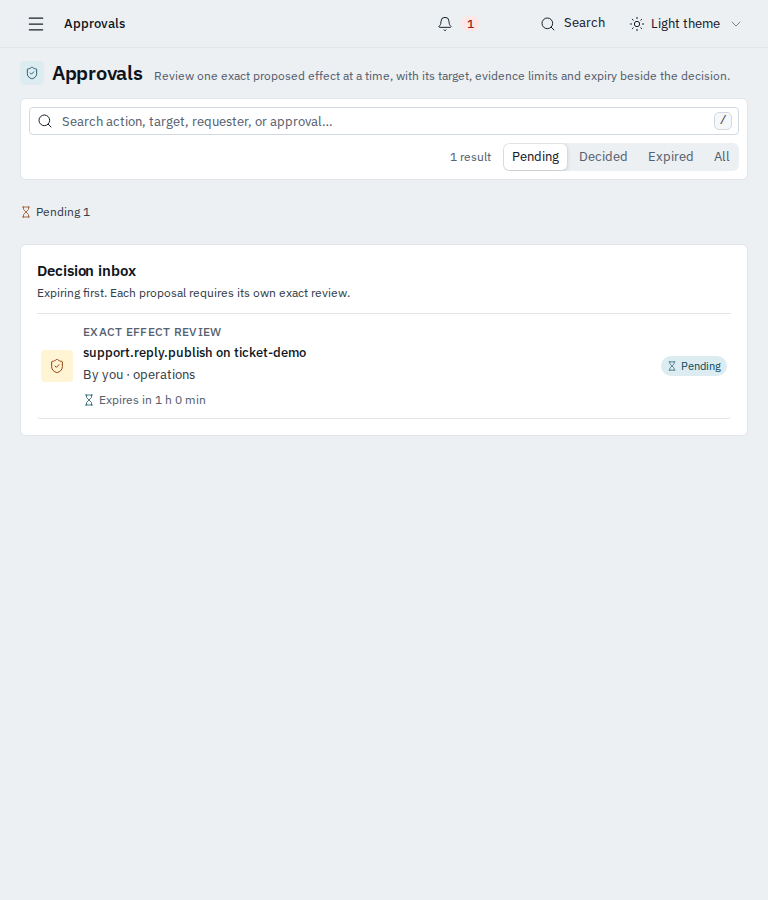 Approvals
1
Search
Light theme
Approvals
Review one exact proposed effect at a time, with its target, evidence limits and expiry beside the decision.
Search action, target, requester, or approval...
/
1 result
Pending
Decided
Expired
All
Pending 1
Decision inbox
Expiring first. Each proposal requires its own exact review.
EXACT EFFECT REVIEW
support.reply.publish on ticket-demo
By you · operations
Pending
Expires in 1 h 0 min